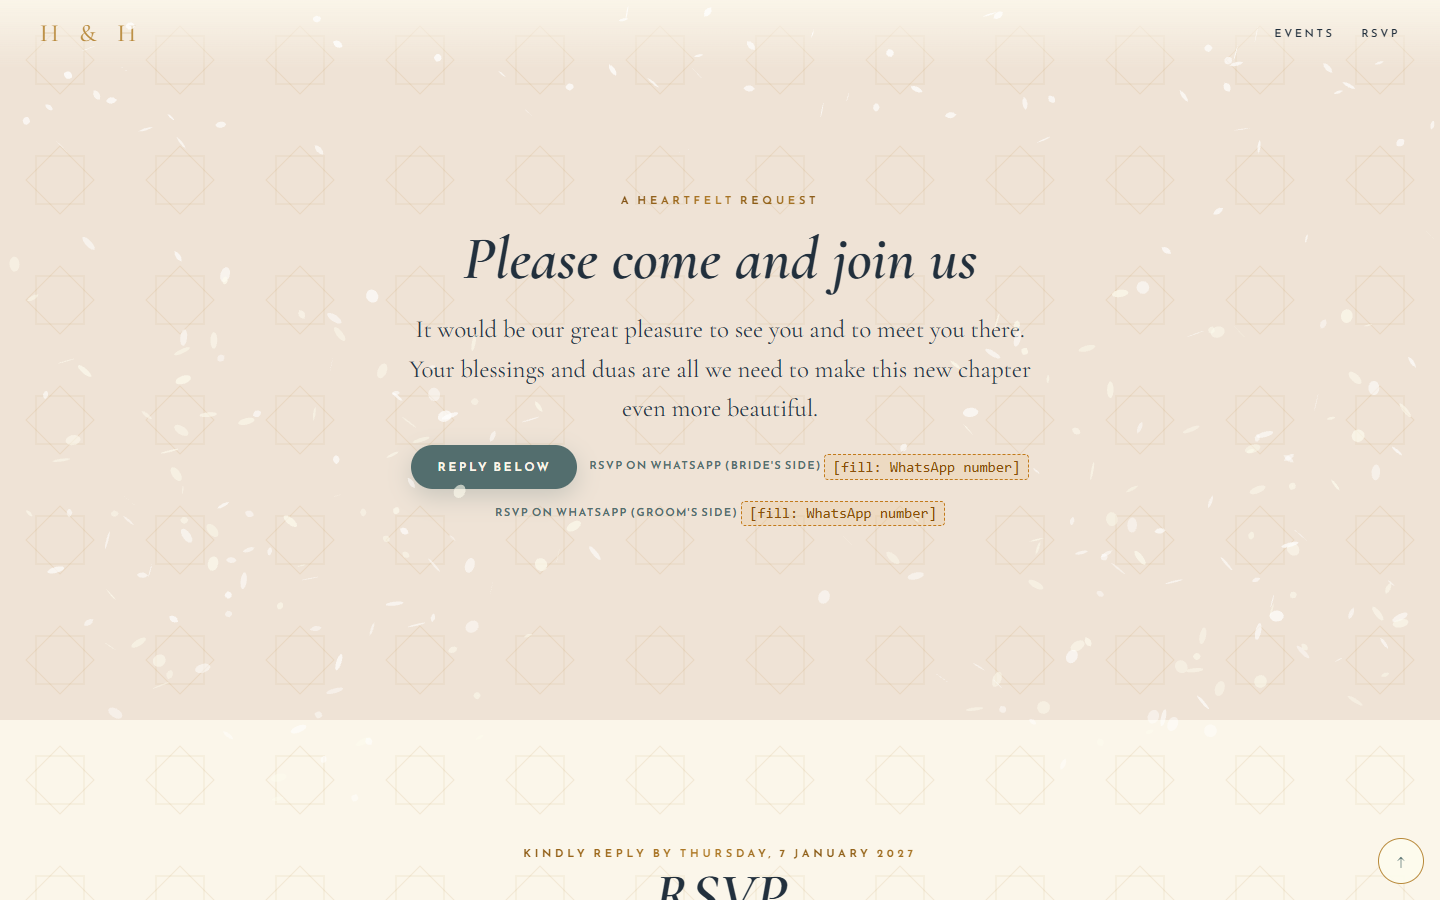 H & H
EVENTS RSVP
A HEARTFELT REQUEST
Please come and join us
It would be our great pleasure to see you and to meet you there.
Your blessings and duas are all we need to make this new chapter
even more beautiful.
REPLY BELOW RSVP ON WHATSAPP (BRIDE'S SIDE) [fill: WhatsApp number]
RSVP ON WHATSAPP (GROOM'S SIDE) [fill: WhatsApp number]
KINDLY REPLY BY THURSDAY, 7 JANUARY 2027
RSVP
↑